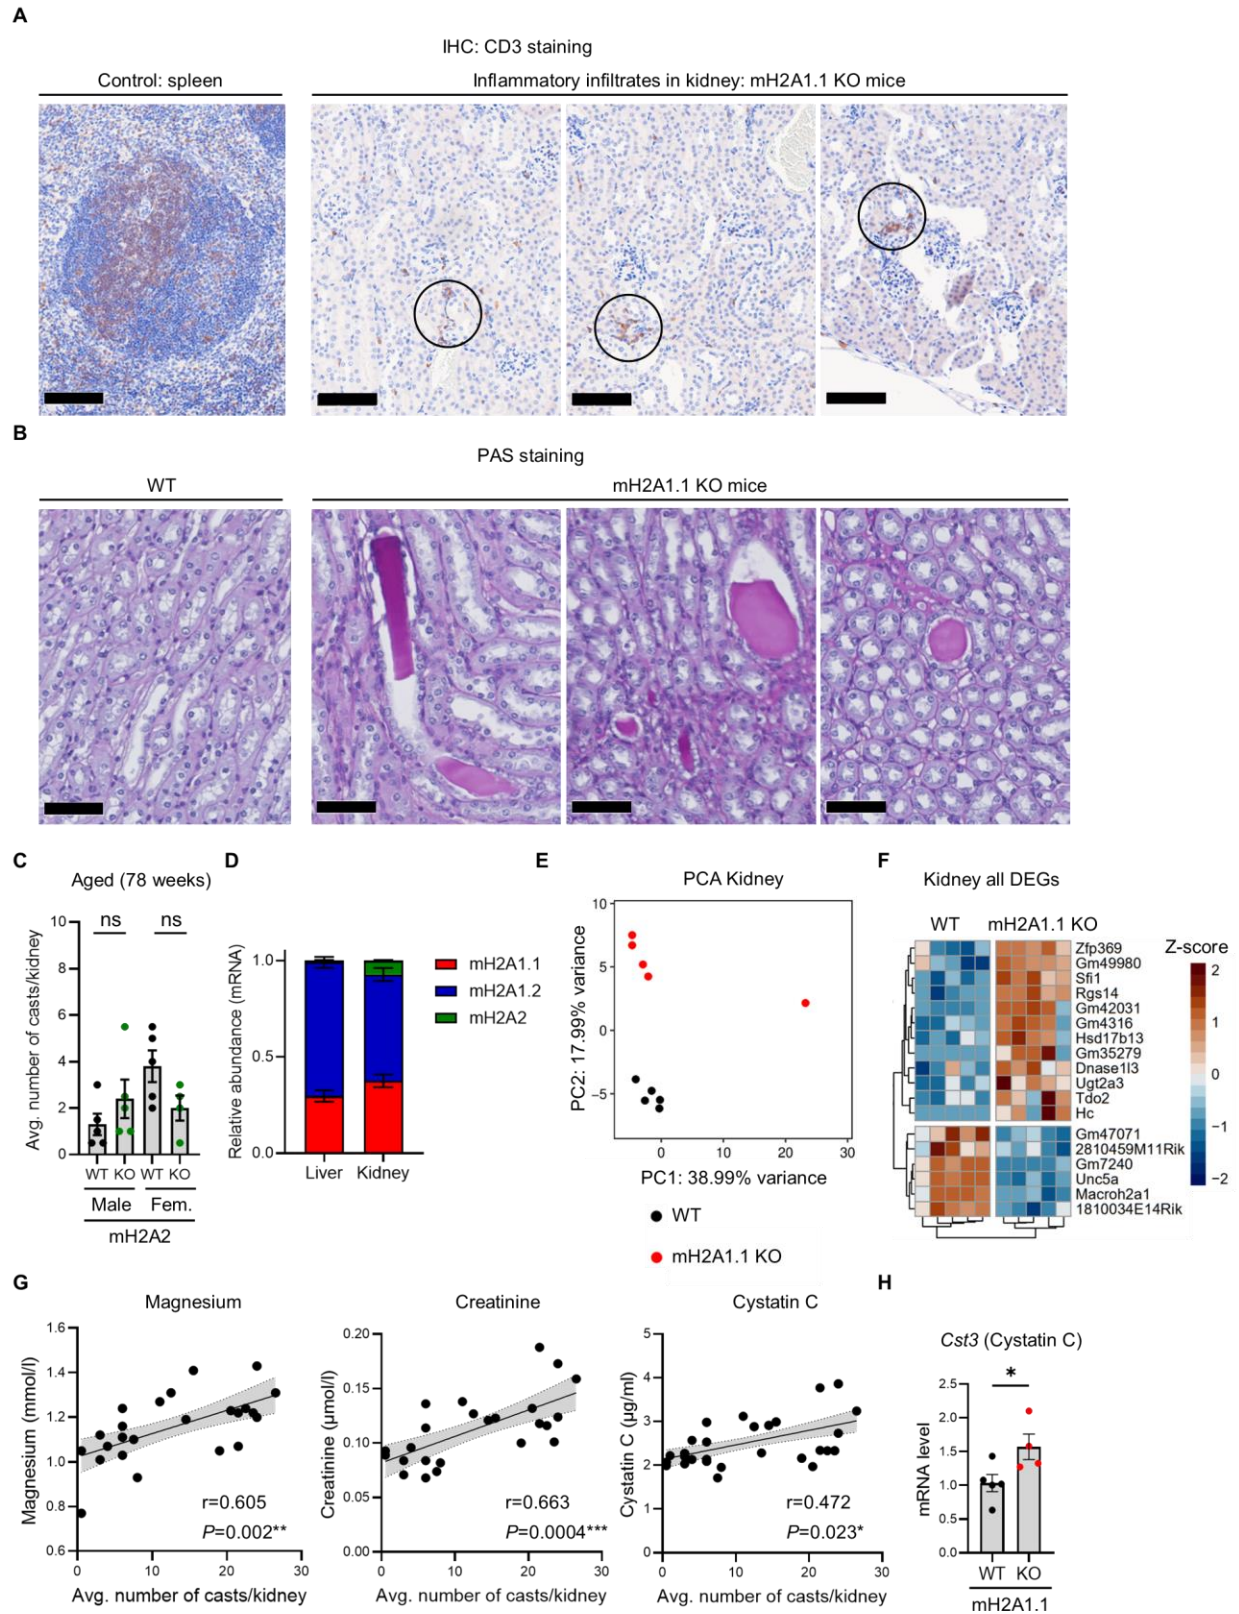 A
IHC: CD3 staining
Control: spleen
Inflammatory infiltrates in kidney: mH2A1.1 KO mice
B
PAS staining
WT
mH2A1.1 KO mice
C
Aged (78 weeks)
ns
ns
Avg. number of casts/kidney
10
8
6
4
2
0
WT KO WT KO
Male
Fem.
mH2A2
D
Relative abundance (mRNA)
1.0
0.5
0.0
Liver
Kidney
mH2A1.1
mH2A1.2
mH2A2
E
PCA Kidney
PC2: 17.99% variance
10
5
0
−5
0
10
20
30
PC1: 38.99% variance
WT
mH2A1.1 KO
F
Kidney all DEGs
WT
mH2A1.1 KO
Zfp369
Gm49980
Sfi1
Rgs14
Gm42031
Gm4316
Hsd17b13
Gm35279
Dnase1l3
Ugt2a3
Tdo2
Hc
Gm47071
2810459M11Rik
Gm7240
Unc5a
Macroh2a1
1810034E14Rik
Z-score
2
1
0
−1
−2
G
Magnesium
Magnesium (mmol/l)
1.6
1.4
1.2
1.0
0.8
0.6
r=0.605
P=0.002**
0
10
20
30
Avg. number of casts/kidney
Creatinine
Creatinine (µmol/l)
0.20
0.15
0.10
0.05
0.00
r=0.663
P=0.0004***
0
10
20
30
Avg. number of casts/kidney
Cystatin C
Cystatin C (µg/ml)
5
4
3
2
1
0
r=0.472
P=0.023*
0
10
20
30
Avg. number of casts/kidney
H
Cst3 (Cystatin C)
*
mRNA level
2.5
2.0
1.5
1.0
0.5
0.0
WT KO
mH2A1.1